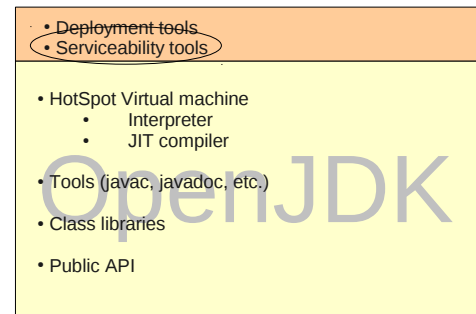 • Deployment tools
• Serviceability tools
• HotSpot Virtual machine
• Interpreter
• JIT compiler
• Tools (javac, javadoc, etc.)
• Class libraries
• Public API
OpenJDK